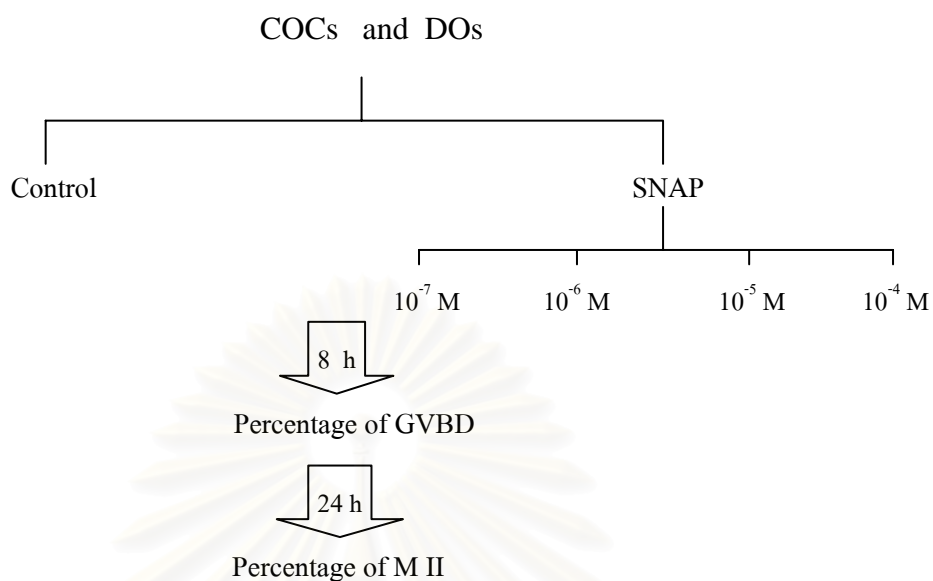 COCs and DOs
Control SNAP
10⁻⁷ M 10⁻⁶ M 10⁻⁵ M 10⁻⁴ M
8 h
Percentage of GVBD
24 h
Percentage of M II